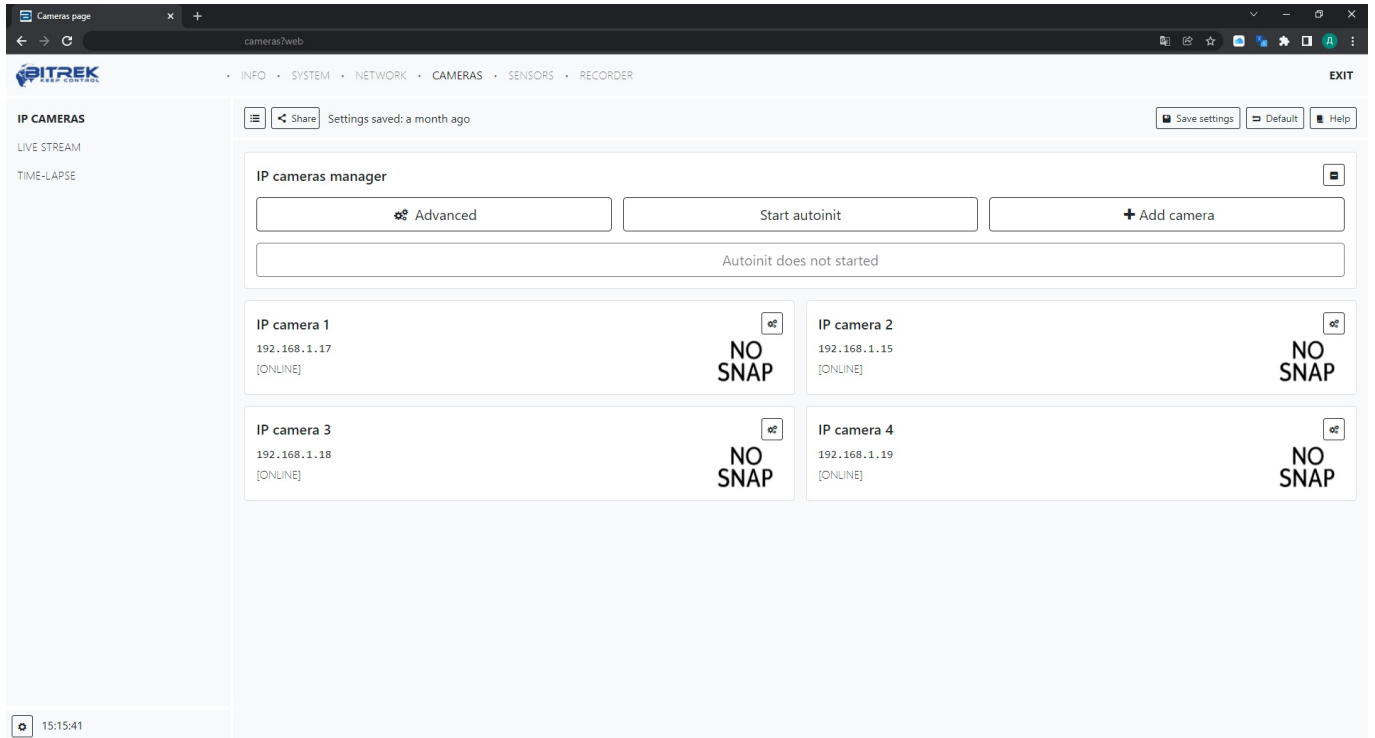 Cameras page
cameras?web
Д
BITREK
KEEP CONTROL
INFO • SYSTEM • NETWORK • CAMERAS • SENSORS • RECORDER
EXIT
IP CAMERAS
LIVE STREAM
TIME-LAPSE
Share
Settings saved: a month ago
Save settings
Default
Help
IP cameras manager
Advanced
Start autoinit
Add camera
Autoinit does not started
IP camera 1
192.168.1.17
[ONLINE]
NO
SNAP
IP camera 2
192.168.1.15
[ONLINE]
NO
SNAP
IP camera 3
192.168.1.18
[ONLINE]
NO
SNAP
IP camera 4
192.168.1.19
[ONLINE]
NO
SNAP
15:15:41